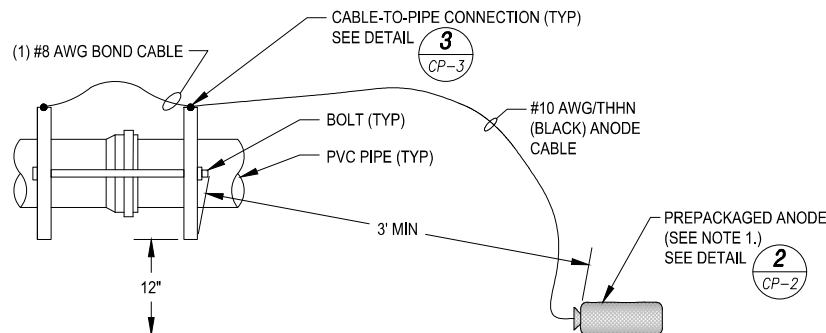 CABLE-TO-PIPE CONNECTION (TYP)
SEE DETAIL
3
CP-3
(1) #8 AWG BOND CABLE
#10 AWG/THHN
(BLACK) ANODE
CABLE
BOLT (TYP)
PVC PIPE (TYP)
3' MIN
PREPACKAGED ANODE
(SEE NOTE 1.)
SEE DETAIL
2
CP-2
12"